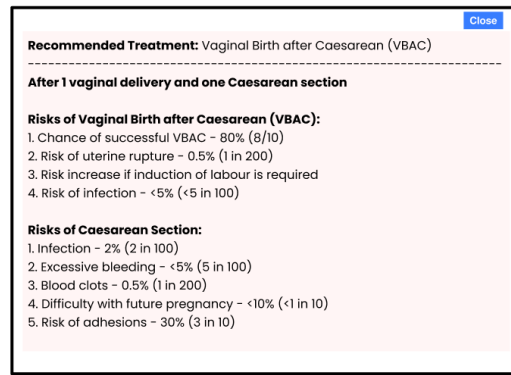 Close
Recommended Treatment: Vaginal Birth after Caesarean (VBAC)
--------------------------------------------------------------------------------
After 1 vaginal delivery and one Caesarean section
Risks of Vaginal Birth after Caesarean (VBAC):
1. Chance of successful VBAC - 80% (8/10)
2. Risk of uterine rupture - 0.5% (1 in 200)
3. Risk increase if induction of labour is required
4. Risk of infection - <5% (<5 in 100)
Risks of Caesarean Section:
1. Infection - 2% (2 in 100)
2. Excessive bleeding - <5% (5 in 100)
3. Blood clots - 0.5% (1 in 200)
4. Difficulty with future pregnancy - <10% (<1 in 10)
5. Risk of adhesions - 30% (3 in 10)